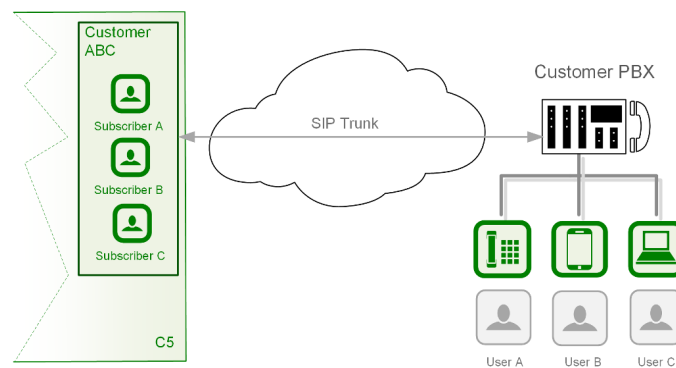 Customer
ABC
Subscriber A
Subscriber B
Subscriber C
C5
SIP Trunk
Customer PBX
User A
User B
User C